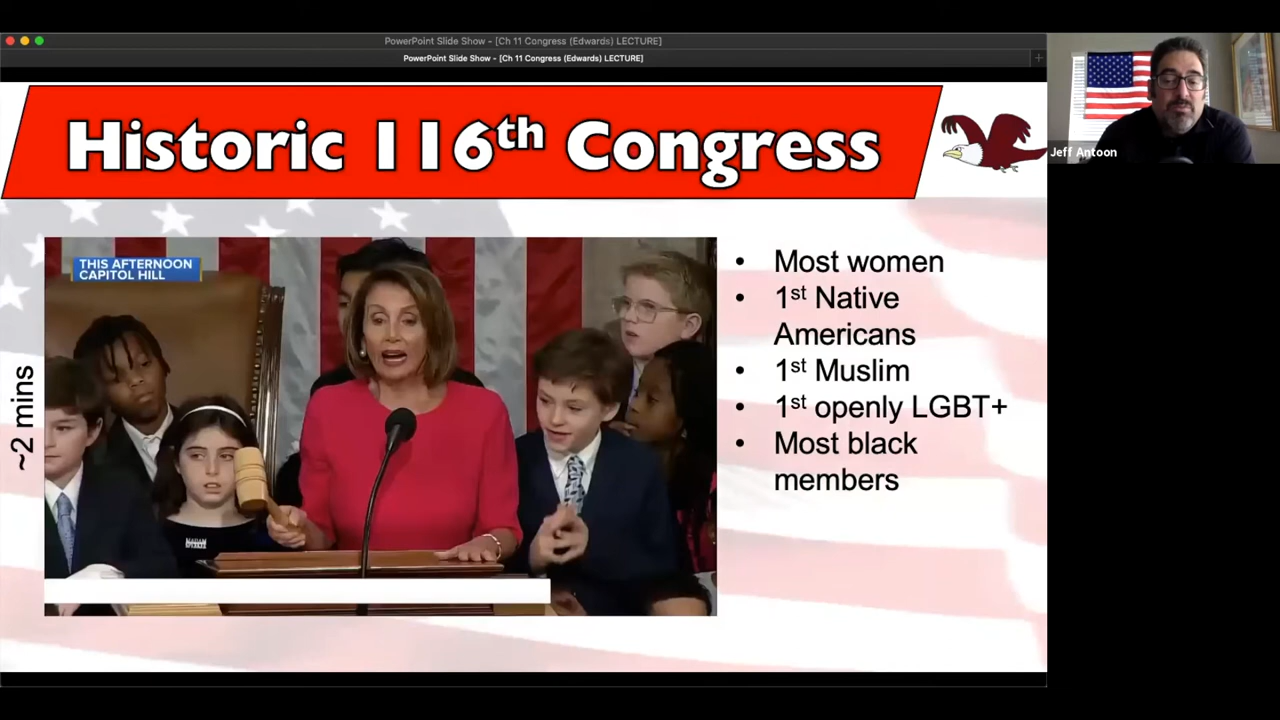 PowerPoint Slide Show - [Ch 11 Congress (Edwards) LECTURE]
PowerPoint Slide Show - [Ch 11 Congress (Edwards) LECTURE]
Historic 116th Congress
Jeff Antoon
THIS AFTERNOON
CAPITOL HILL
~2 mins
• Most women
• 1st Native
Americans
• 1st Muslim
• 1st openly LGBT+
• Most black
members